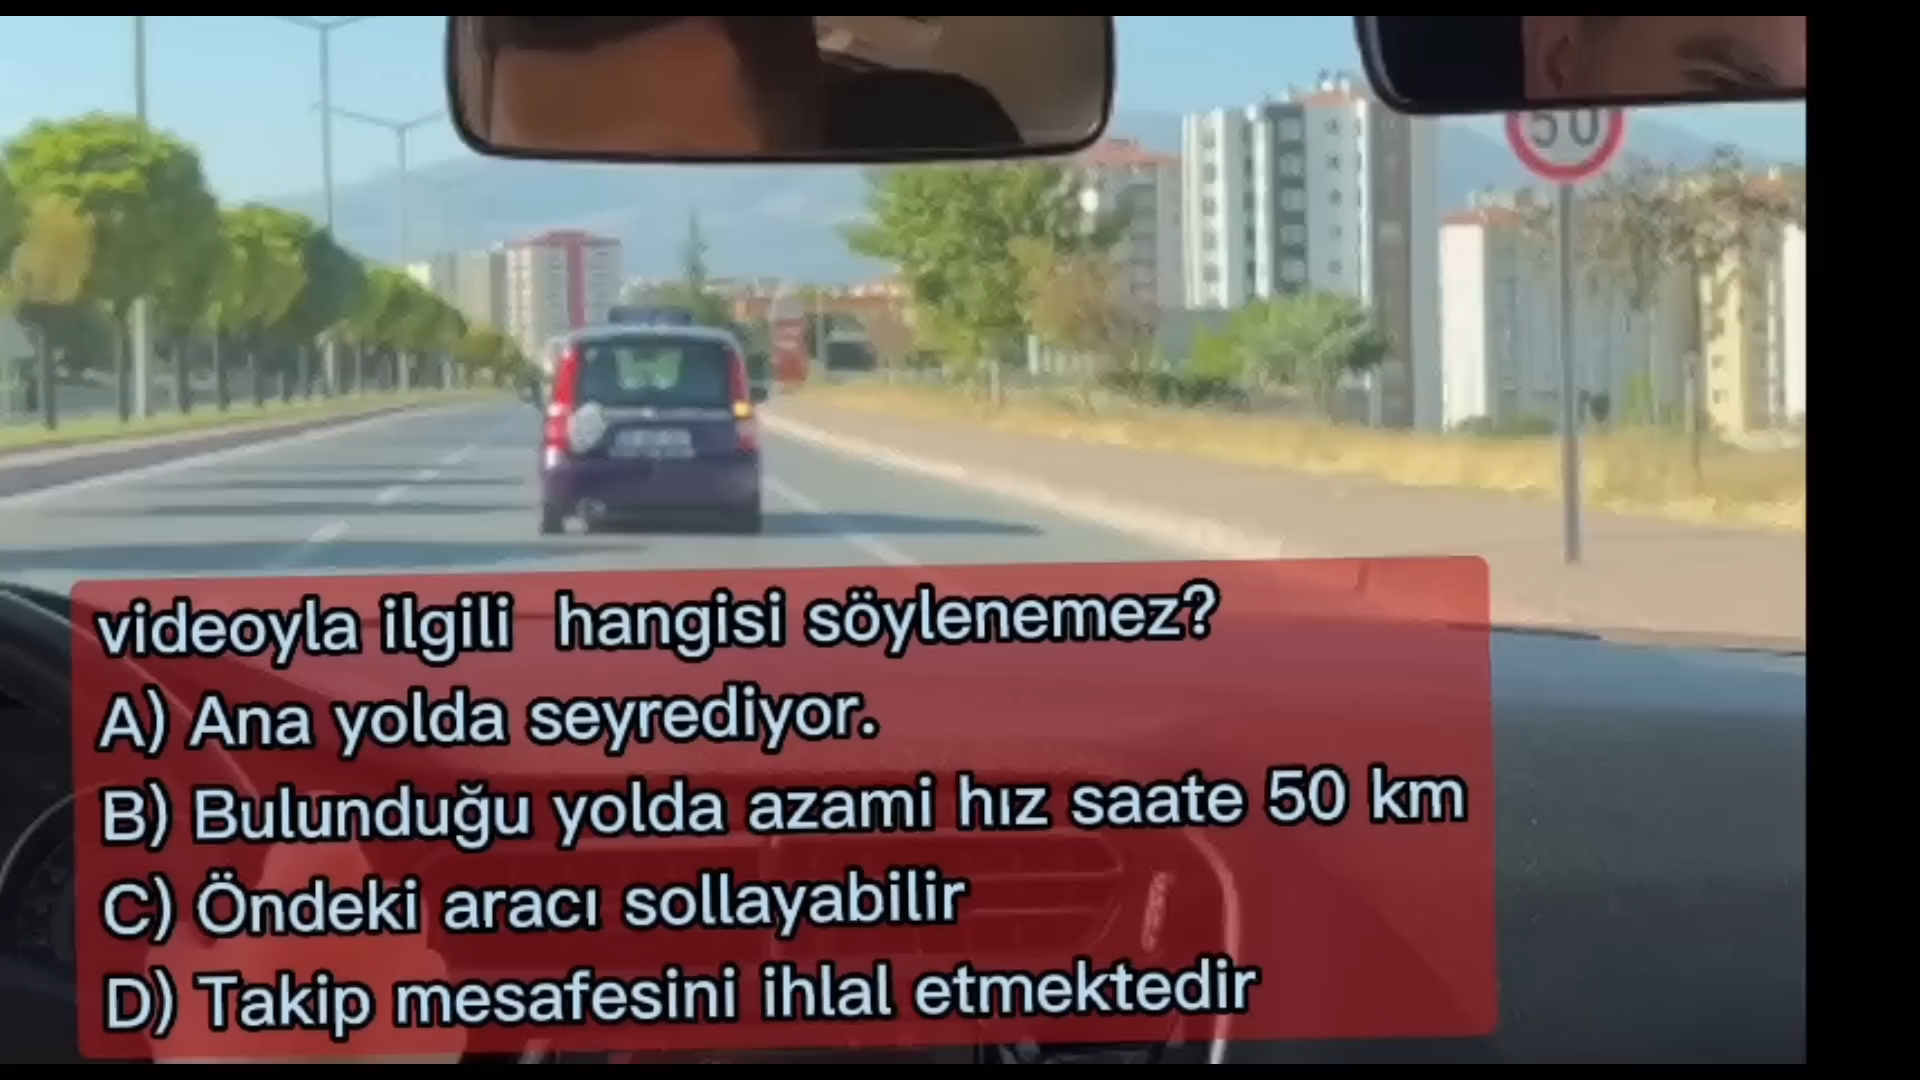 50
videoyla ilgili hangisi söylenemez?
A) Ana yolda seyrediyor.
B) Bulunduğu yolda azami hız saate 50 km
C) Öndeki aracı sollayabilir
D) Takip mesafesini ihlal etmektedir